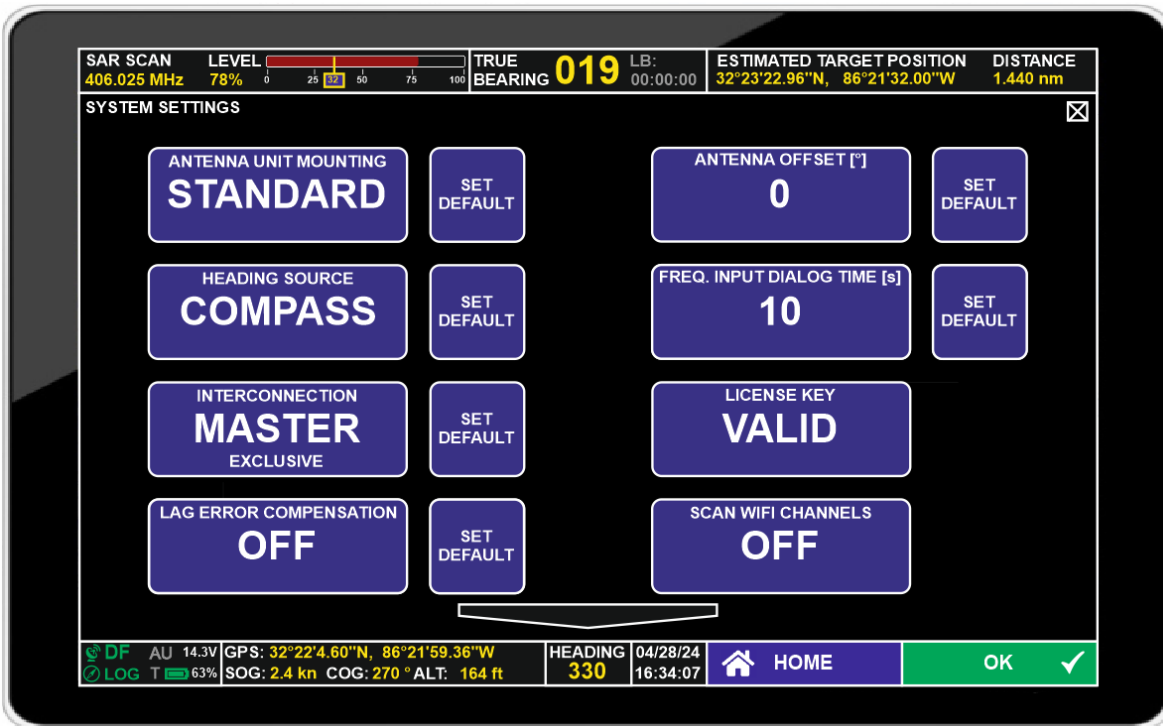 SAR SCAN LEVEL TRUE LB: ESTIMATED TARGET POSITION DISTANCE
406.025 MHz 78% 0 25 32 50 75 100 BEARING 019 00:00:00 32°23'22.96"N, 86°21'32.00"W 1.440 nm
SYSTEM SETTINGS
ANTENNA UNIT MOUNTING
STANDARD
SET
DEFAULT
ANTENNA OFFSET [°]
0
SET
DEFAULT
HEADING SOURCE
COMPASS
SET
DEFAULT
FREQ. INPUT DIALOG TIME [s]
10
SET
DEFAULT
INTERCONNECTION
MASTER
EXCLUSIVE
SET
DEFAULT
LICENSE KEY
VALID
LAG ERROR COMPENSATION
OFF
SET
DEFAULT
SCAN WIFI CHANNELS
OFF
DF AU 14.3V GPS: 32°22'4.60"N, 86°21'59.36"W HEADING 04/28/24 HOME OK
LOG T 63% SOG: 2.4 kn COG: 270 ° ALT: 164 ft 330 16:34:07